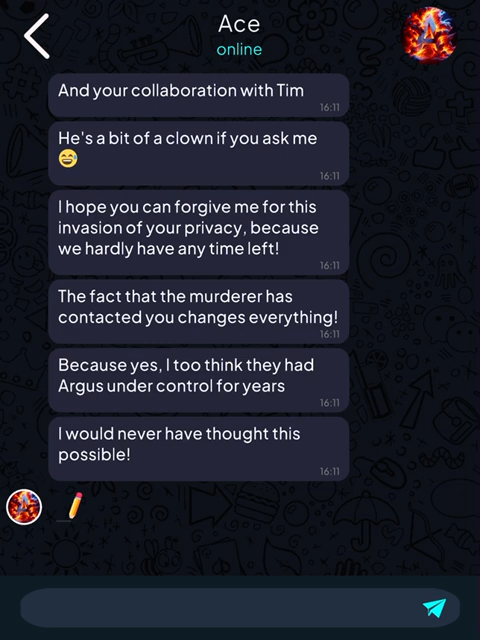 Ace
online
And your collaboration with Tim
16:11
He's a bit of a clown if you ask me
😅
16:11
I hope you can forgive me for this
invasion of your privacy, because
we hardly have any time left!
16:11
The fact that the murderer has
contacted you changes everything!
16:11
Because yes, I too think they had
Argus under control for years
16:11
I would never have thought this
possible!
16:11